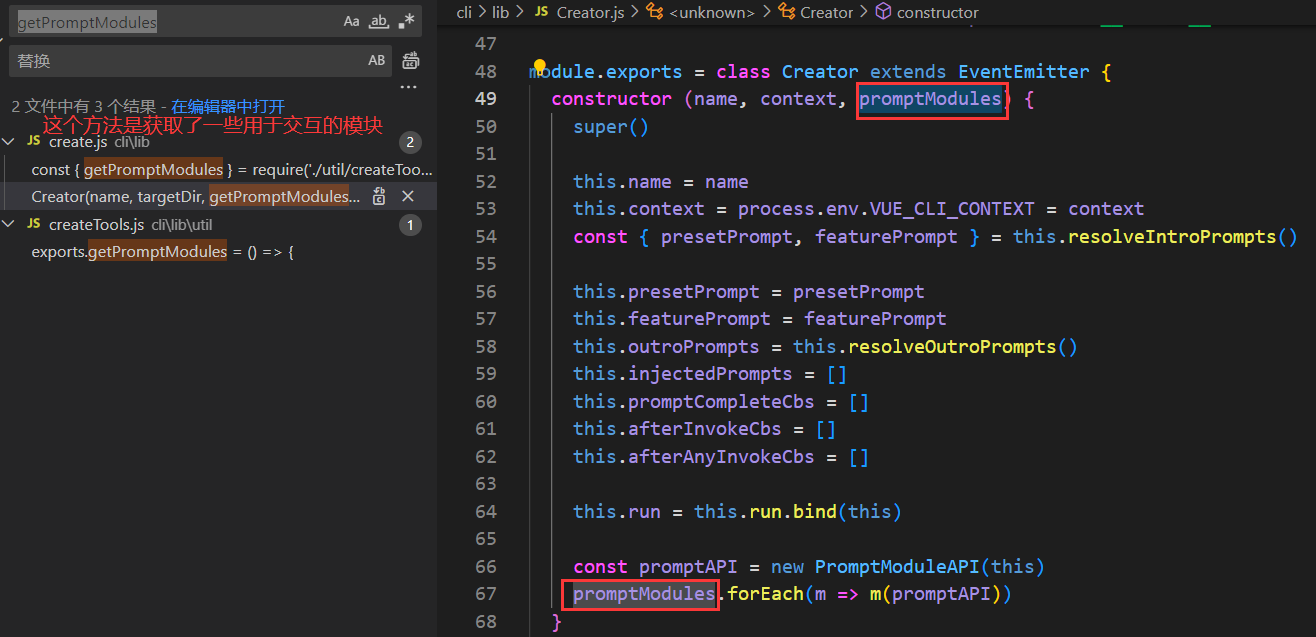 getPromptModules
Aa ab .*
替换
AB
2 文件中有 3 个结果 - 在编辑器中打开
这个方法是获取了一些用于交互的模块
JS create.js cli\lib 2
const { getPromptModules } = require('./util/createToo...
Creator(name, targetDir, getPromptModules...
JS createTools.js cli\lib\util 1
exports.getPromptModules = () => {
cli > lib > JS Creator.js > <unknown> > Creator > constructor
47
48 module.exports = class Creator extends EventEmitter {
49 constructor (name, context, promptModules) {
50 super()
51
52 this.name = name
53 this.context = process.env.VUE_CLI_CONTEXT = context
54 const { presetPrompt, featurePrompt } = this.resolveIntroPrompts()
55
56 this.presetPrompt = presetPrompt
57 this.featurePrompt = featurePrompt
58 this.outroPrompts = this.resolveOutroPrompts()
59 this.injectedPrompts = []
60 this.promptCompleteCbs = []
61 this.afterInvokeCbs = []
62 this.afterAnyInvokeCbs = []
63
64 this.run = this.run.bind(this)
65
66 const promptAPI = new PromptModuleAPI(this)
67 promptModules.forEach(m => m(promptAPI))
68 }